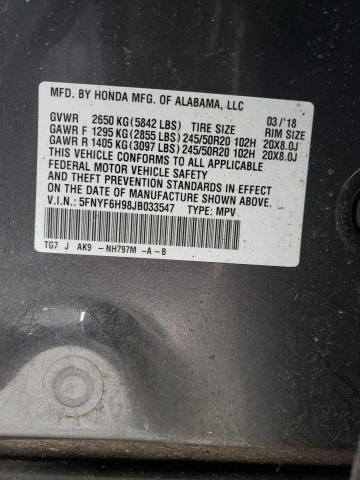 MFD. BY HONDA MFG. OF ALABAMA, LLC
03/'18
GVWR 2650 KG(5842 LBS) TIRE SIZE RIM SIZE
GAWR F 1295 KG(2855 LBS)245/50R20 102H 20X8.0J
GAWR R 1405 KG(3097 LBS)245/50R20 102H 20X8.0J
THIS VEHICLE CONFORMS TO ALL APPLICABLE
FEDERAL MOTOR VEHICLE SAFETY
AND THEFT PREVENTION STANDARDS IN EFFECT
ON THE DATE OF MANUFACTURE SHOWN ABOVE.
V.I.N:5FNYF6H98JB033547 TYPE: MPV
TG7 J AK9 -NH797M -A-B